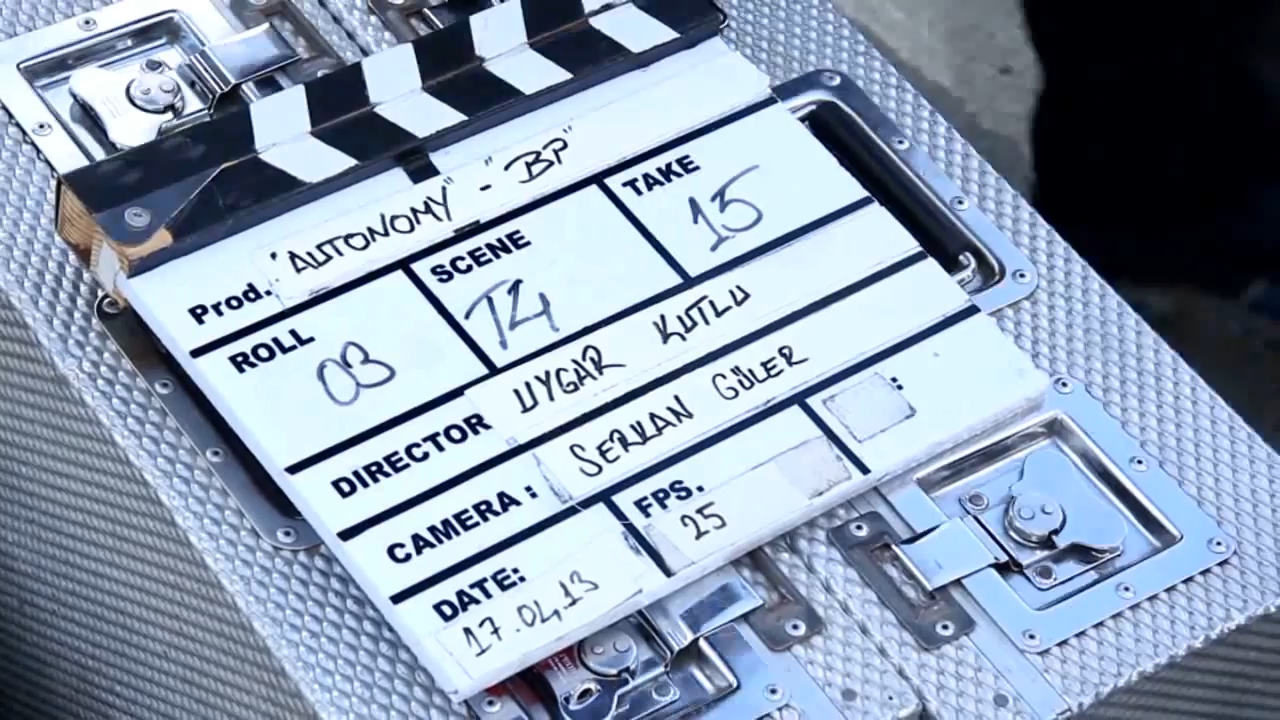 Prod. "AUTONOMY" - "BP"
ROLL 03
SCENE T4
TAKE 15
DIRECTOR UYGAR KUTLU
CAMERA : SERKAN GÜLER
DATE: 17.04.13
FPS. 25
: